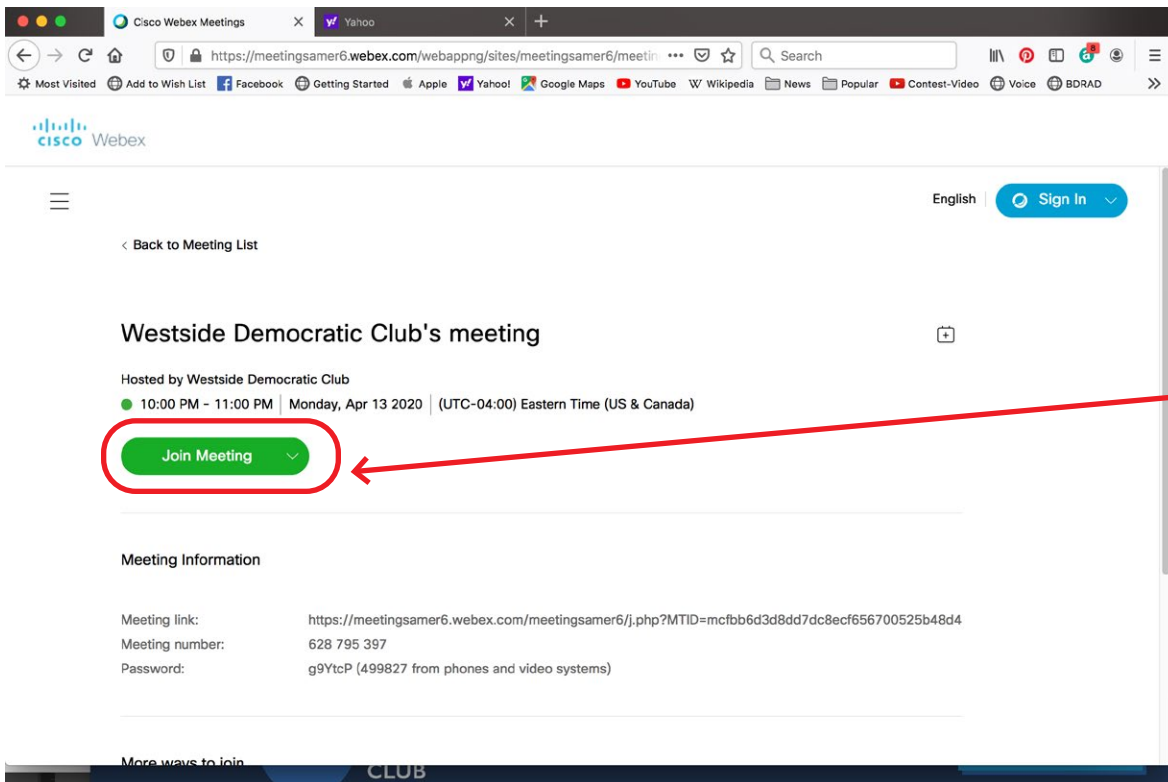 Cisco Webex Meetings
Yahoo
https://meetingsamer6.webex.com/webappng/sites/meetingsamer6/meetin
Search
8
Most Visited Add to Wish List Facebook Getting Started Apple Yahoo! Google Maps YouTube W Wikipedia News Popular Contest-Video Voice BDRAD
CISCO Webex
English Sign In
< Back to Meeting List
Westside Democratic Club's meeting
Hosted by Westside Democratic Club
10:00 PM - 11:00 PM | Monday, Apr 13 2020 | (UTC-04:00) Eastern Time (US & Canada)
Join Meeting
Meeting Information
Meeting link: https://meetingsamer6.webex.com/meetingsamer6/j.php?MTID=mcfbb6d3d8dd7dc8ecf656700525b48d4
Meeting number: 628 795 397
Password: g9YtcP (499827 from phones and video systems)
More ways to join
CLUB